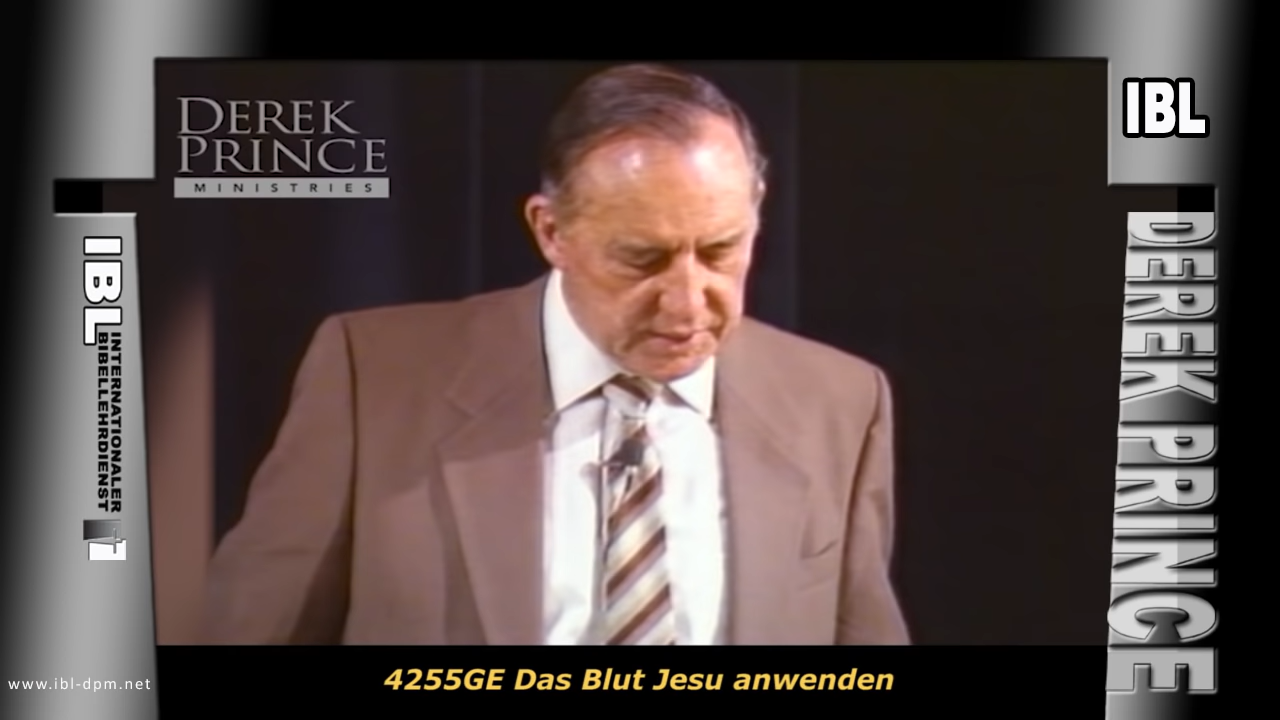 DEREK
PRINCE
MINISTRIES
IBL
IBL
INTERNATIONALER
BIBELLEHRDIENST
DEREK PRINCE
www.ibl-dpm.net
4255GE Das Blut Jesu anwenden